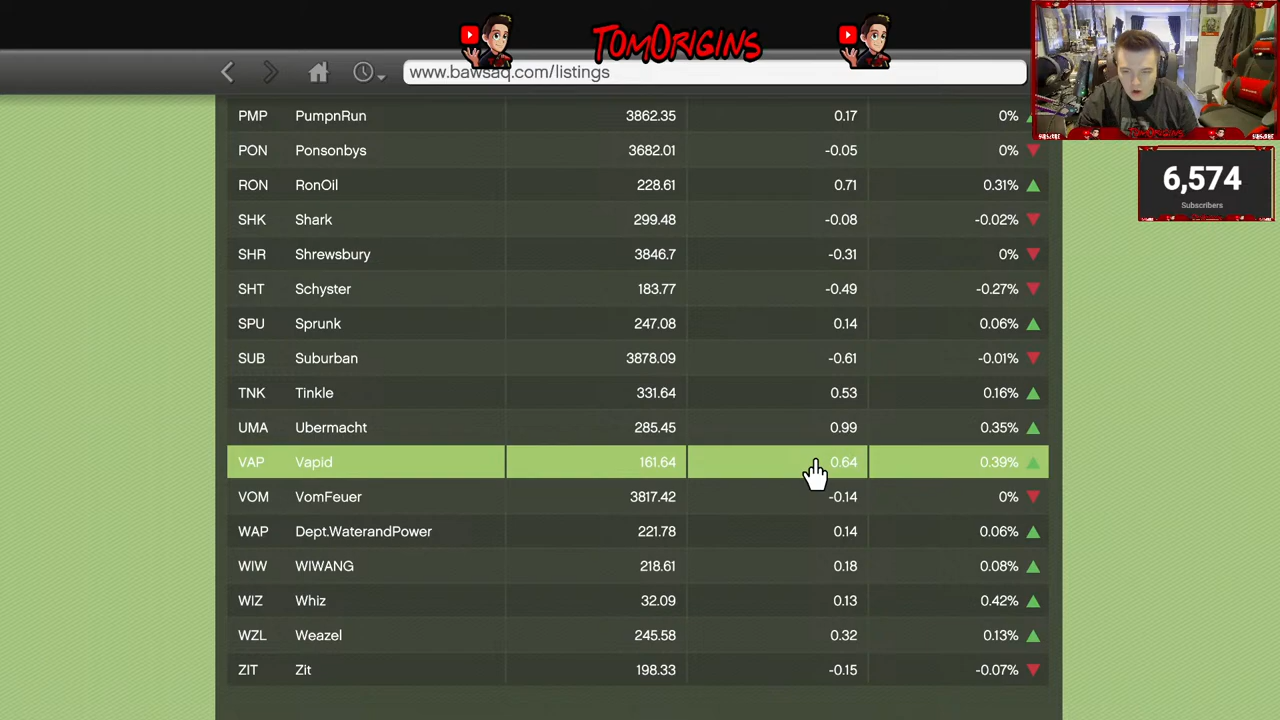 TOMORIGINS
www.bawsaq.com/listings
PMP PumpnRun 3862.35 0.17 0%
PON Ponsonbys 3682.01 -0.05 0%
RON RonOil 228.61 0.71 0.31%
SHK Shark 299.48 -0.08 -0.02%
SHR Shrewsbury 3846.7 -0.31 0%
SHT Schyster 183.77 -0.49 -0.27%
SPU Sprunk 247.08 0.14 0.06%
SUB Suburban 3878.09 -0.61 -0.01%
TNK Tinkle 331.64 0.53 0.16%
UMA Ubermacht 285.45 0.99 0.35%
VAP Vapid 161.64 0.64 0.39%
VOM VomFeuer 3817.42 -0.14 0%
WAP Dept.WaterandPower 221.78 0.14 0.06%
WIW WIWANG 218.61 0.18 0.08%
WIZ Whiz 32.09 0.13 0.42%
WZL Weazel 245.58 0.32 0.13%
ZIT Zit 198.33 -0.15 -0.07%
TOMORIGINS
6,574
Subscribers